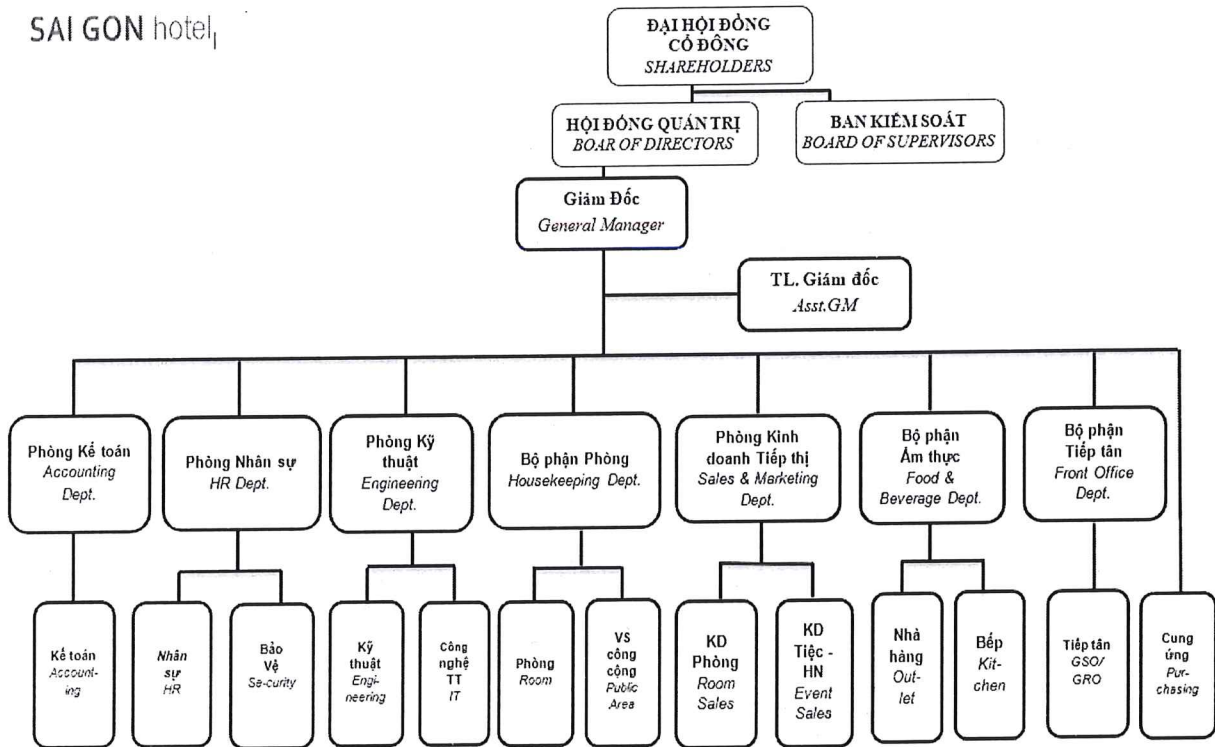 SAI GON hotel
ĐẠI HỘI ĐỒNG
CỔ ĐÔNG
SHAREHOLDERS
HỘI ĐỒNG QUẢN TRỊ
BOAR OF DIRECTORS
BAN KIỂM SOÁT
BOARD OF SUPERVISORS
Giám Đốc
General Manager
TL. Giám đốc
Asst.GM
Phòng Kế toán
Accounting
Dept.
Phòng Nhân sự
HR Dept.
Phòng Kỹ
thuật
Engineering
Dept.
Bộ phận Phòng
Housekeeping Dept.
Phòng Kinh
doanh Tiếp thị
Sales & Marketing
Dept.
Bộ phận
Ẩm thực
Food &
Beverage Dept.
Bộ phận
Tiếp tân
Front Office
Dept.
Kế toán
Account-
ing
Nhân
sự
HR
Bảo
Vệ
Se-curity
Kỹ
thuật
Engi-
neering
Công
nghệ
TT
IT
Phòng
Room
VS
công
cộng
Public
Area
KD
Phòng
Room
Sales
KD
Tiệc -
HN
Event
Sales
Nhà
hàng
Out-
let
Bếp
Kit-
chen
Tiếp tân
GSO/
GRO
Cung
ứng
Pur-
chasing